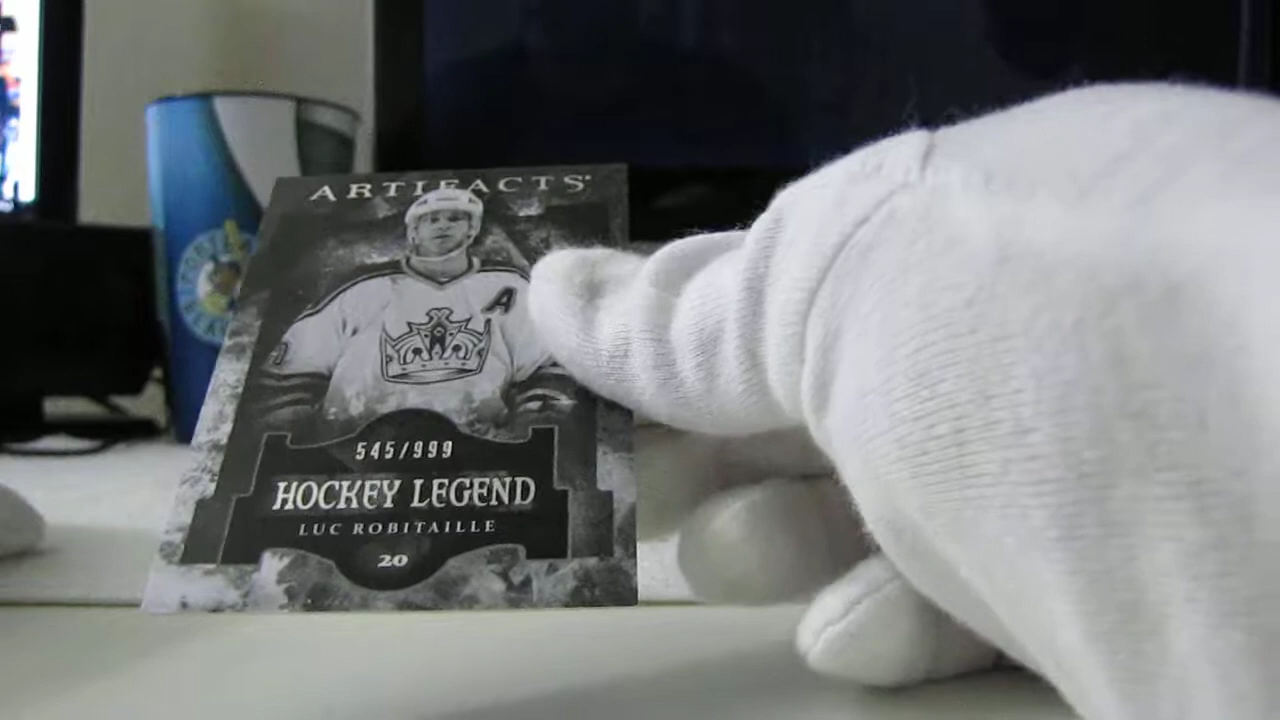 ARTIFACTS
A
545/999
HOCKEY LEGEND
LUC ROBITAILLE
20